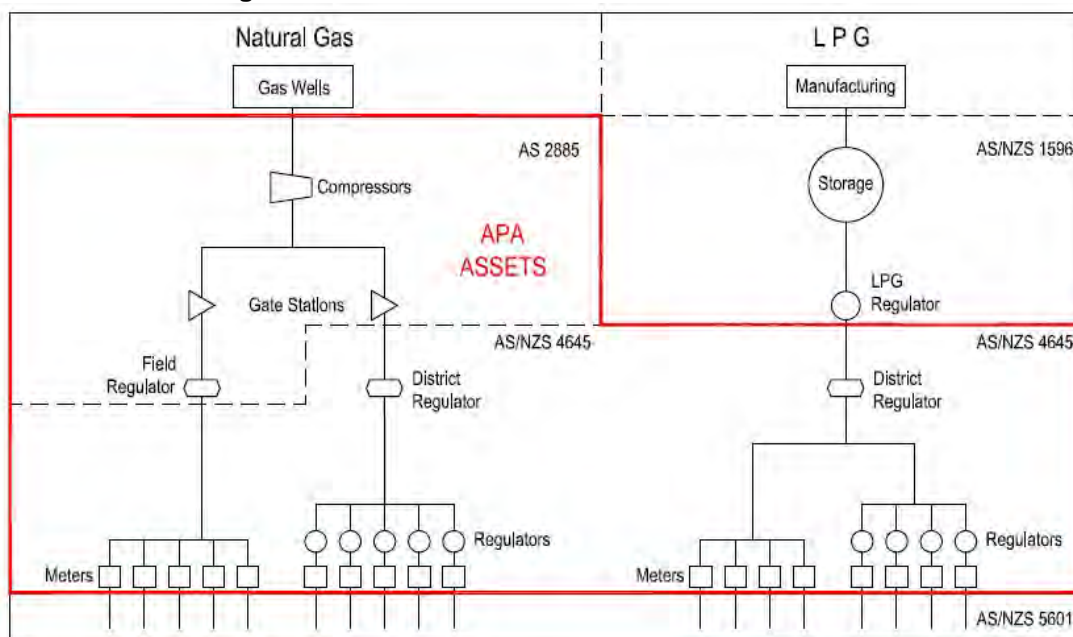 Natural Gas
L P G
Gas Wells
Manufacturing
AS 2885
AS/NZS 1596
Compressors
Storage
APA
ASSETS
LPG
Regulator
Gate Stations
AS/NZS 4645
AS/NZS 4645
Field
Regulator
District
Regulator
District
Regulator
Regulators
Regulators
Meters
Meters
AS/NZS 5601